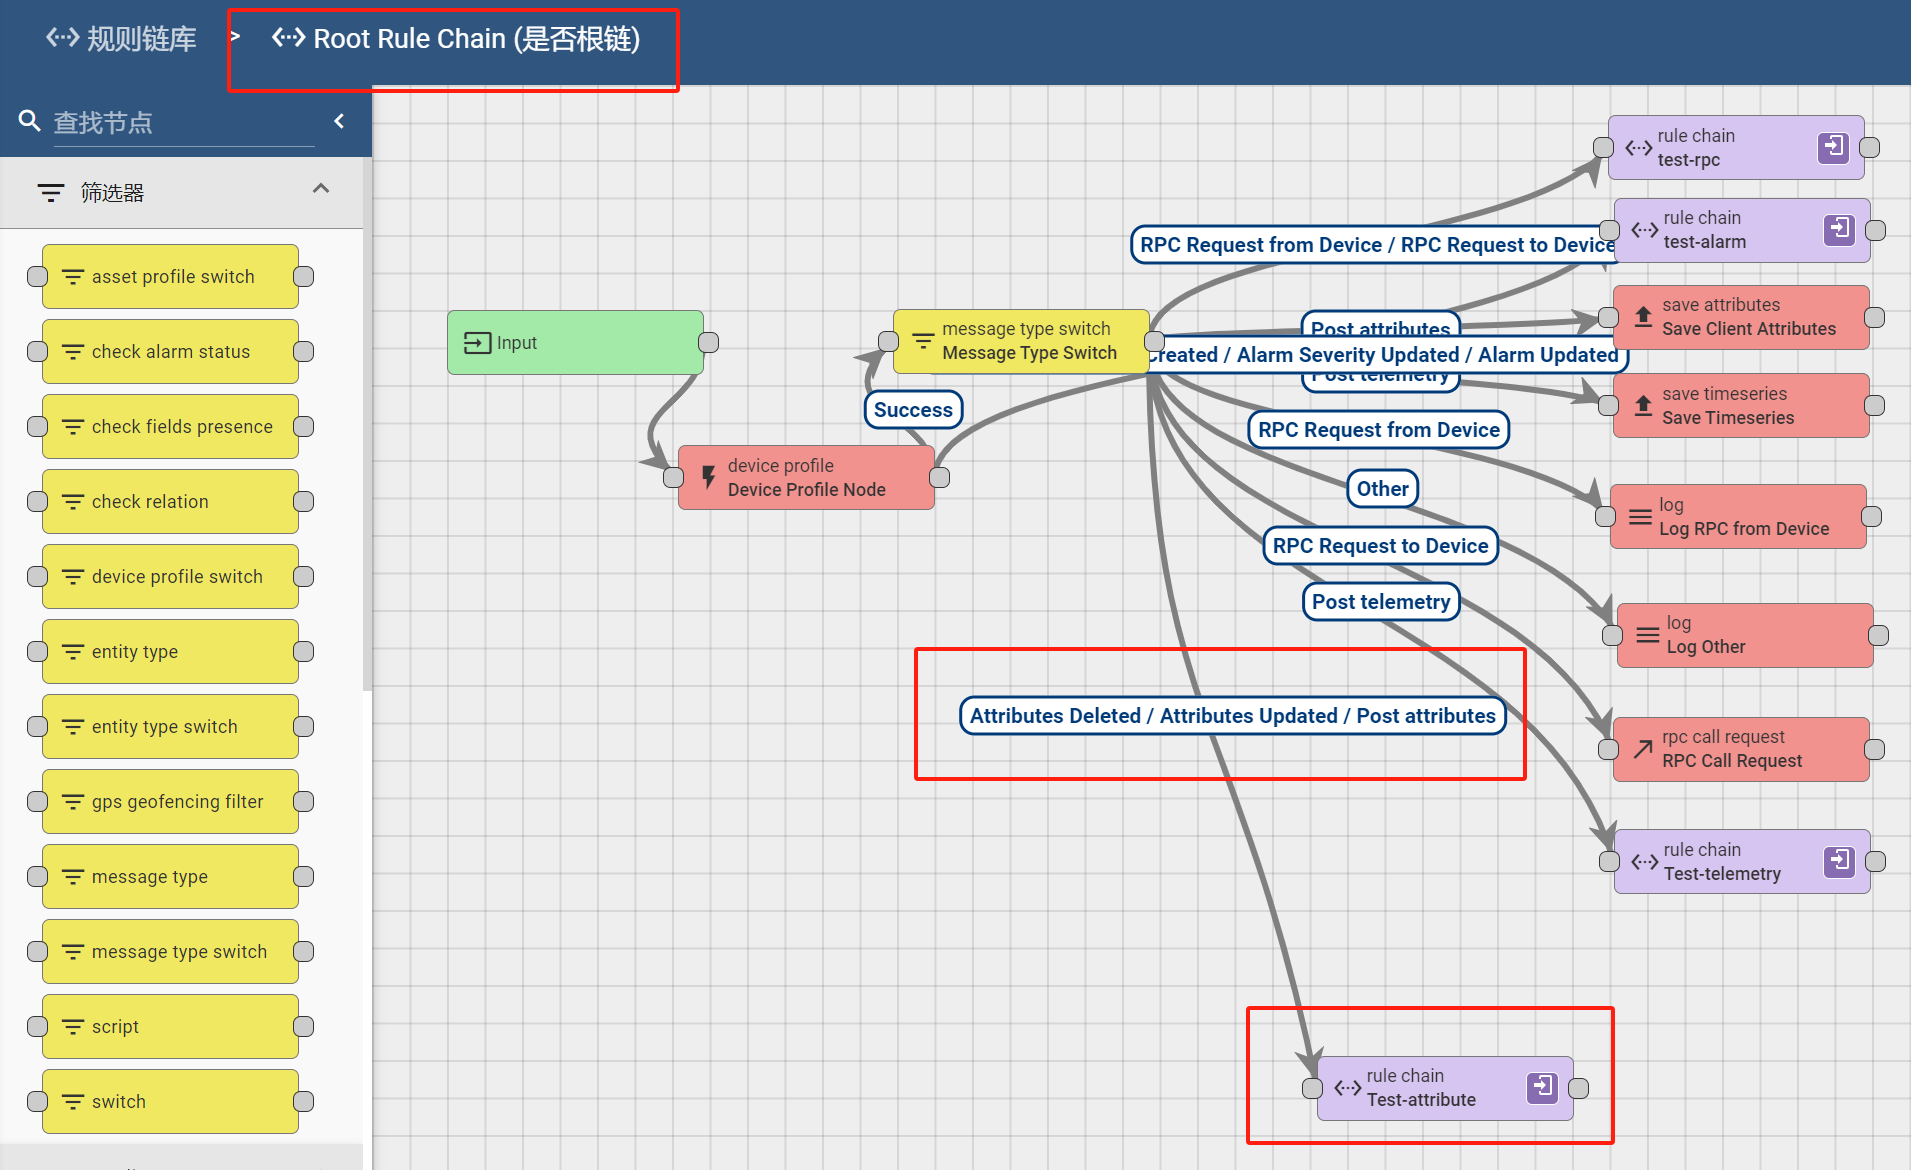 规则链库 > Root Rule Chain (是否根链)
查找节点
筛选器
asset profile switch
check alarm status
check fields presence
check relation
device profile switch
entity type
entity type switch
gps geofencing filter
message type
message type switch
script
switch
Input
device profile
Device Profile Node
Success
message type switch
Message Type Switch
RPC Request from Device / RPC Request to Device
Post attributes
Created / Alarm Severity Updated / Alarm Updated
Post telemetry
RPC Request from Device
Other
RPC Request to Device
Post telemetry
Attributes Deleted / Attributes Updated / Post attributes
rule chain
test-rpc
rule chain
test-alarm
save attributes
Save Client Attributes
save timeseries
Save Timeseries
log
Log RPC from Device
log
Log Other
rpc call request
RPC Call Request
rule chain
Test-telemetry
rule chain
Test-attribute